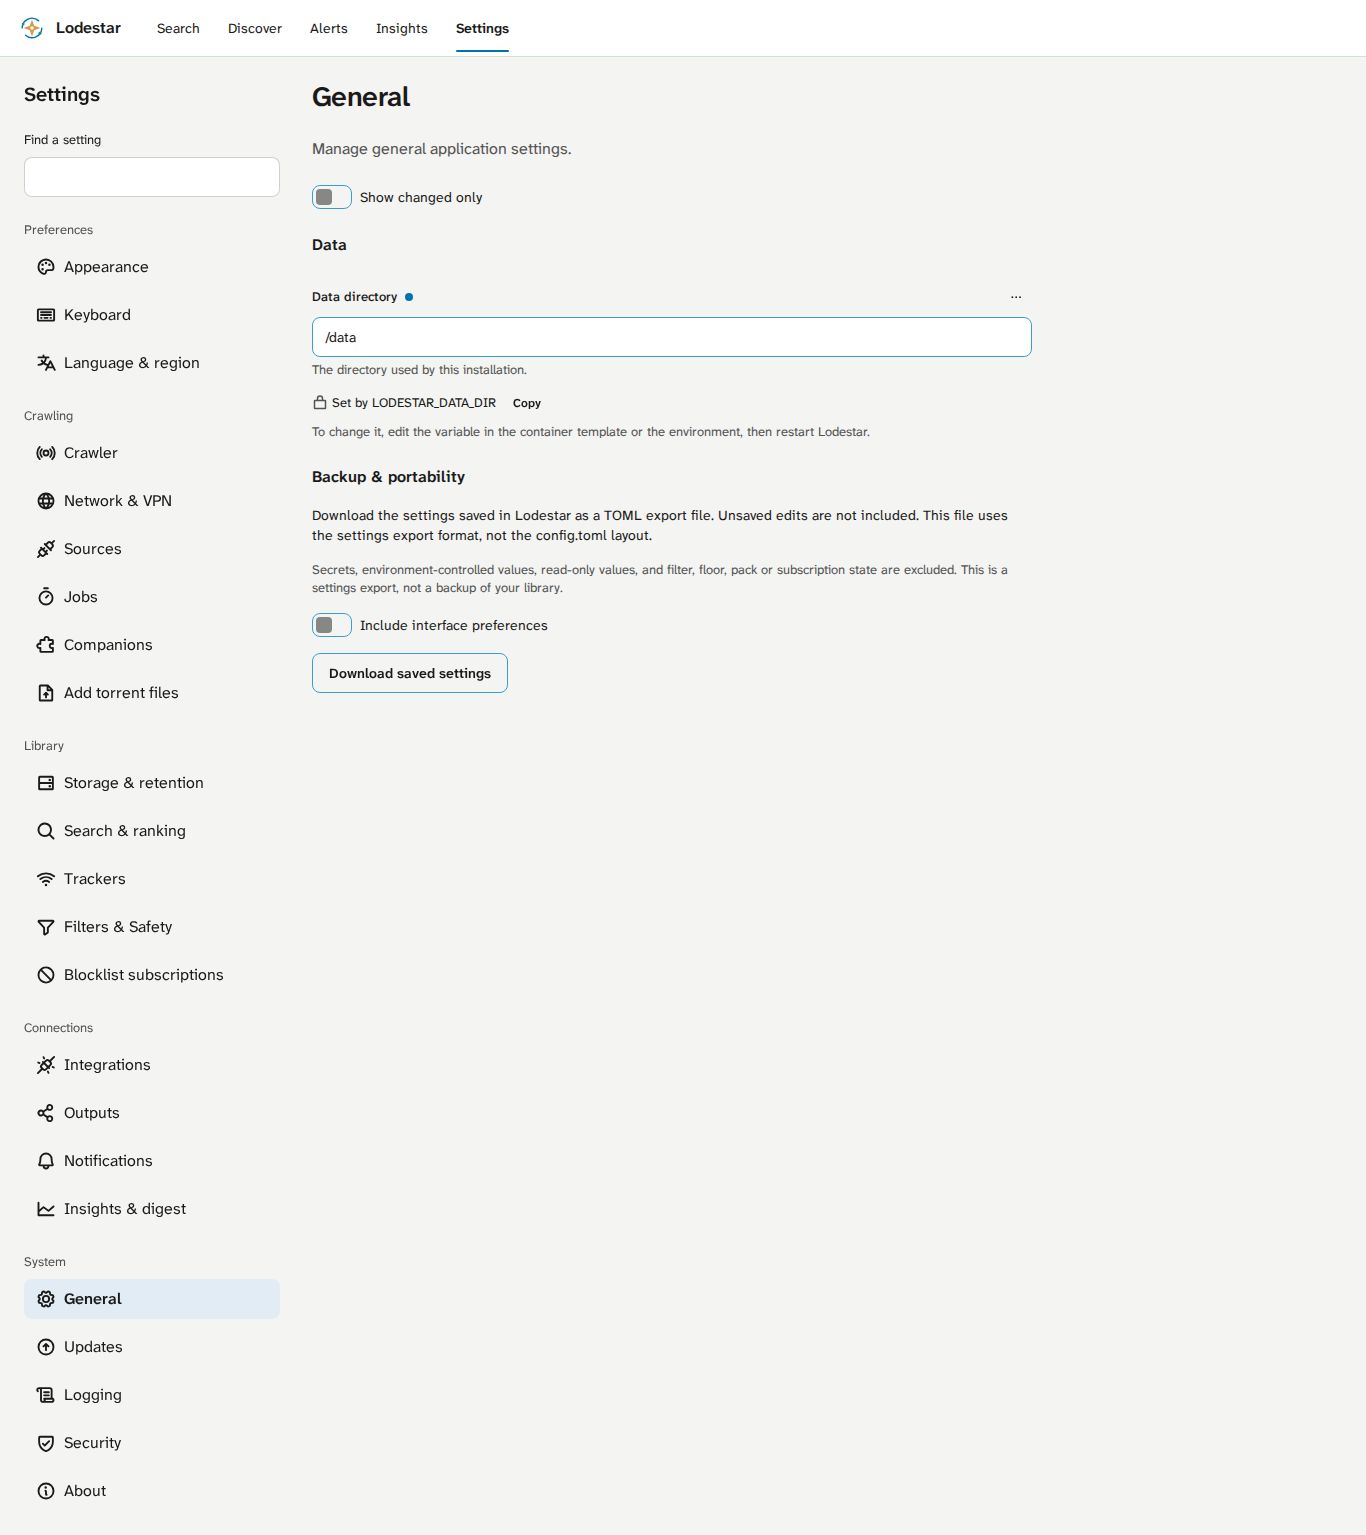 Lodestar
Search
Discover
Alerts
Insights
Settings
Settings
Find a setting
Preferences
Appearance
Keyboard
Language & region
Crawling
Crawler
Network & VPN
Sources
Jobs
Companions
Add torrent files
Library
Storage & retention
Search & ranking
Trackers
Filters & Safety
Blocklist subscriptions
Connections
Integrations
Outputs
Notifications
Insights & digest
System
General
Updates
Logging
Security
About
General
Manage general application settings.
Show changed only
Data
Data directory
...
/data
The directory used by this installation.
Set by LODESTAR_DATA_DIR Copy
To change it, edit the variable in the container template or the environment, then restart Lodestar.
Backup & portability
Download the settings saved in Lodestar as a TOML export file. Unsaved edits are not included. This file uses
the settings export format, not the config.toml layout.
Secrets, environment-controlled values, read-only values, and filter, floor, pack or subscription state are excluded. This is a
settings export, not a backup of your library.
Include interface preferences
Download saved settings